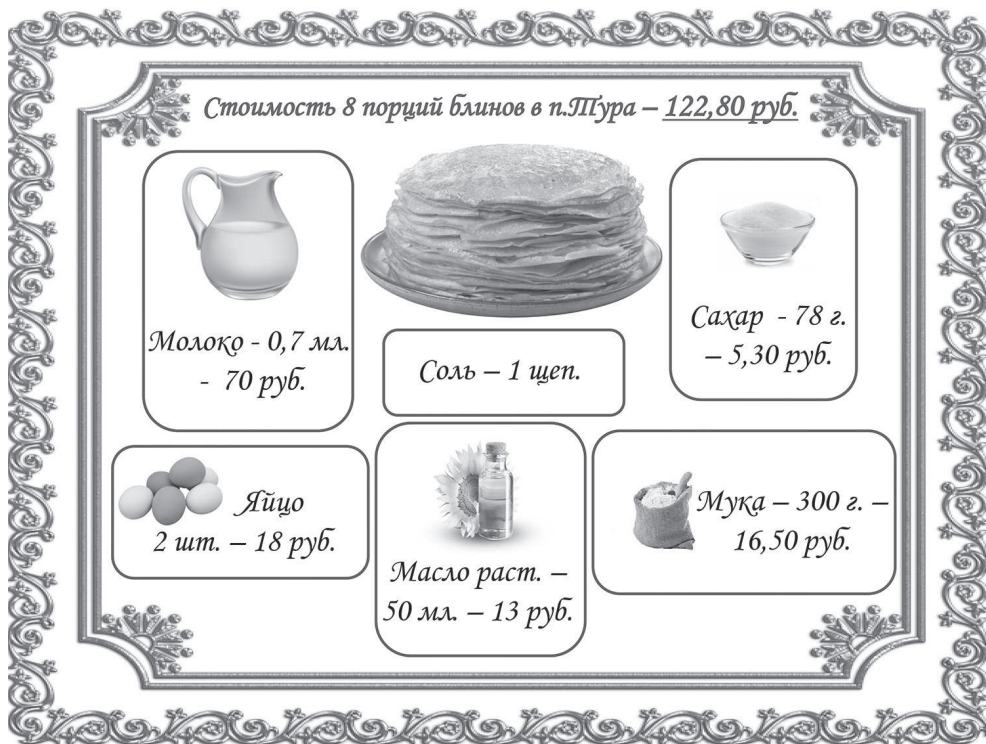 Стоимость 8 порций блинов в п.Тура – 122,80 руб.
Молоко - 0,7 мл.
- 70 руб.
Соль – 1 щеп.
Сахар - 78 г.
– 5,30 руб.
Яйцо
2 шт. – 18 руб.
Масло раст. –
50 мл. – 13 руб.
Мука – 300 г. –
16,50 руб.